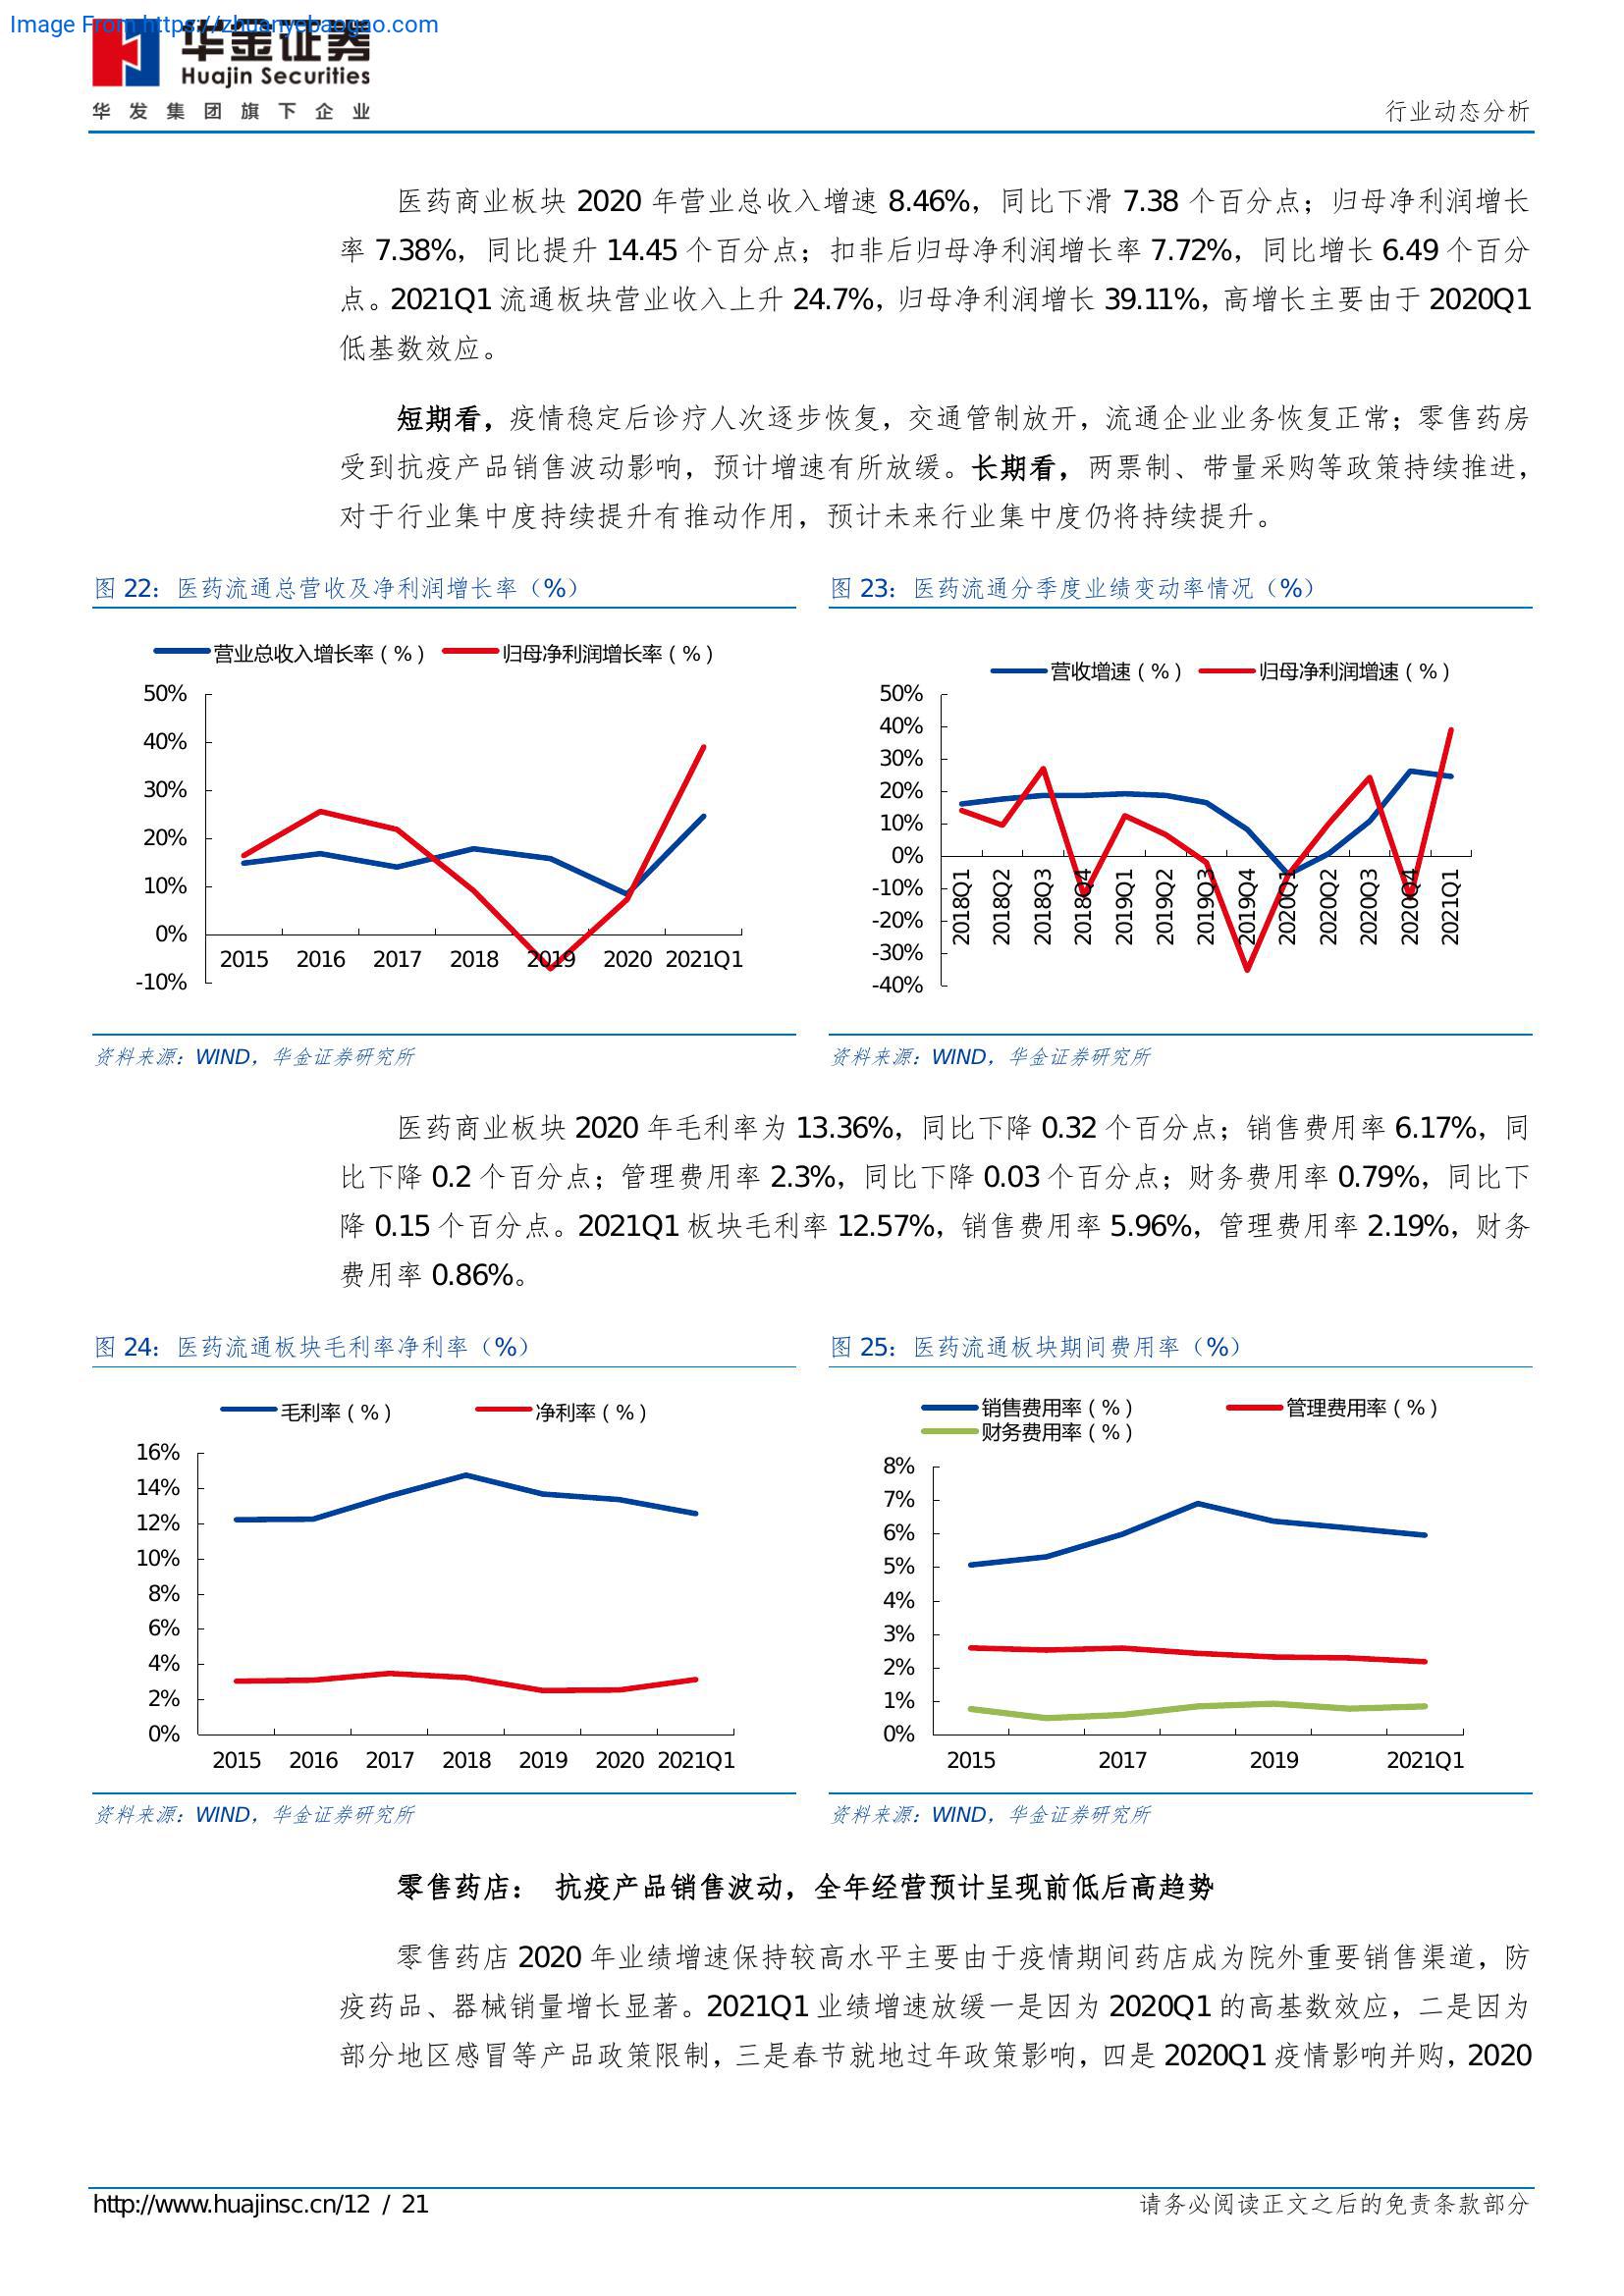 Image From https://zhuanyebaogao.com
华金证券
Huajin Securities
华发集团旗下企业
行业动态分析
医药商业板块 2020 年营业总收入增速 8.46%，同比下滑 7.38 个百分点；归母净利润增长
率 7.38%，同比提升 14.45 个百分点；扣非后归母净利润增长率 7.72%，同比增长 6.49 个百分
点。2021Q1 流通板块营业收入上升 24.7%，归母净利润增长 39.11%，高增长主要由于 2020Q1
低基数效应。
短期看，疫情稳定后诊疗人次逐步恢复，交通管制放开，流通企业业务恢复正常；零售药房
受到抗疫产品销售波动影响，预计增速有所放缓。长期看，两票制、带量采购等政策持续推进，
对于行业集中度持续提升有推动作用，预计未来行业集中度仍将持续提升。
图 22：医药流通总营收及净利润增长率（%）
营业总收入增长率（%） 归母净利润增长率（%）
50%
40%
30%
20%
10%
0%
-10%
2015 2016 2017 2018 2019 2020 2021Q1
资料来源：WIND，华金证券研究所
图 23：医药流通分季度业绩变动率情况（%）
营收增速（%） 归母净利润增速（%）
50%
40%
30%
20%
10%
0%
-10%
-20%
-30%
-40%
2018Q1 2018Q2 2018Q3 2018Q4 2019Q1 2019Q2 2019Q3 2019Q4 2020Q1 2020Q2 2020Q3 2020Q4 2021Q1
资料来源：WIND，华金证券研究所
医药商业板块 2020 年毛利率为 13.36%，同比下降 0.32 个百分点；销售费用率 6.17%，同
比下降 0.2 个百分点；管理费用率 2.3%，同比下降 0.03 个百分点；财务费用率 0.79%，同比下
降 0.15 个百分点。2021Q1 板块毛利率 12.57%，销售费用率 5.96%，管理费用率 2.19%，财务
费用率 0.86%。
图 24：医药流通板块毛利率净利率（%）
毛利率（%） 净利率（%）
16%
14%
12%
10%
8%
6%
4%
2%
0%
2015 2016 2017 2018 2019 2020 2021Q1
资料来源：WIND，华金证券研究所
图 25：医药流通板块期间费用率（%）
销售费用率（%） 管理费用率（%）
财务费用率（%）
8%
7%
6%
5%
4%
3%
2%
1%
0%
2015 2017 2019 2021Q1
资料来源：WIND，华金证券研究所
零售药店： 抗疫产品销售波动，全年经营预计呈现前低后高趋势
零售药店 2020 年业绩增速保持较高水平主要由于疫情期间药店成为院外重要销售渠道，防
疫药品、器械销量增长显著。2021Q1 业绩增速放缓一是因为 2020Q1 的高基数效应，二是因为
部分地区感冒等产品政策限制，三是春节就地过年政策影响，四是 2020Q1 疫情影响并购，2020
http://www.huajinsc.cn/12 / 21
请务必阅读正文之后的免责条款部分